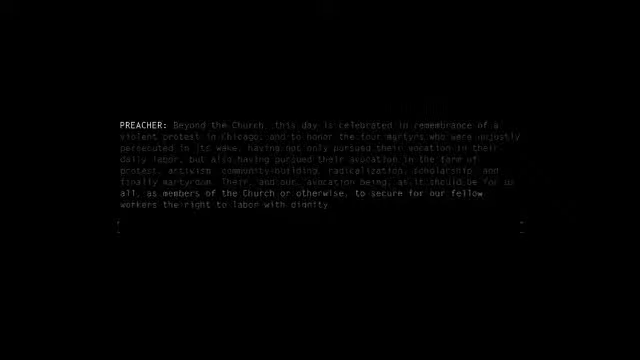 PREACHER: Beyond the Church, this day is celebrated in remembrance of a
violent protest in Chicago, and to honor the four martyrs who were unjustly
persecuted in its wake, having not only pursued their vocation in their
daily labor, but also having pursued their avocation in the form of
protest, activism, community-building, radicalization, scholarship, and
finally martyrdom. Their, and our, avocation being, as it should be for us
all, as members of the Church or otherwise, to secure for our fellow
workers the right to labor with dignity.